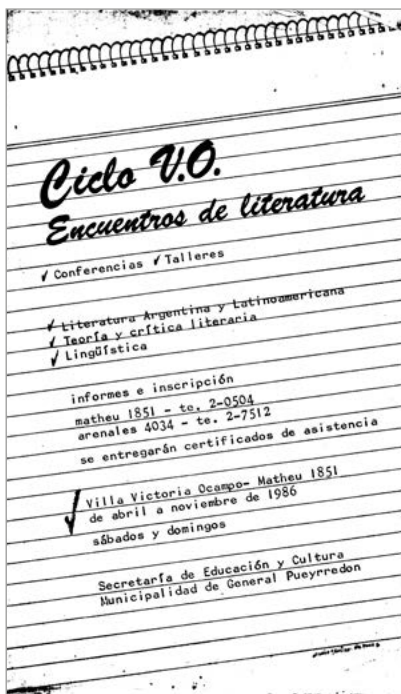 Ciclo V.O.
Encuentros de literatura
✓ Conferencias ✓ Talleres
✓ Literatura Argentina y Latinoamericana
✓ Teoría y crítica literaria
✓ Lingüística
informes e inscripción
matheu 1851 - te. 2-0504
arenales 4034 - te. 2-7512
se entregarán certificados de asistencia
✓ Villa Victoria Ocampo- Matheu 1851
de abril a noviembre de 1986
sábados y domingos
Secretaría de Educación y Cultura
Municipalidad de General Pueyrredon